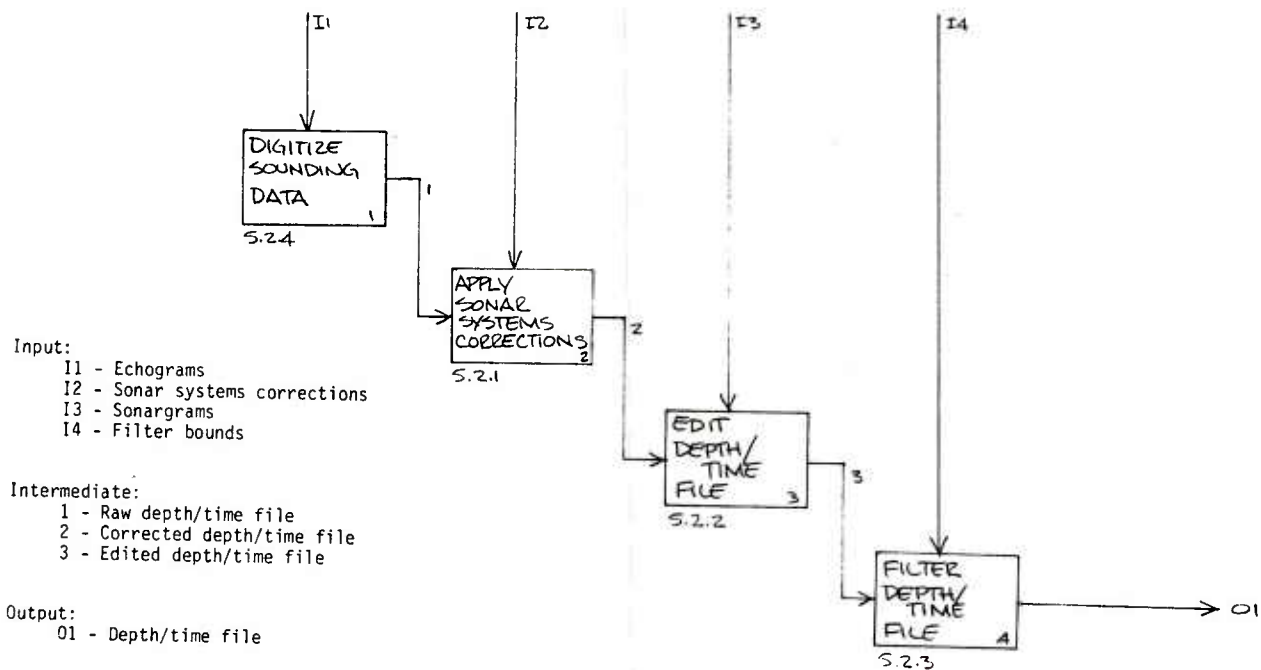 I1
I2
I3
I4
DIGITIZE
SOUNDING
DATA
1
5.2.4
1
APPLY
SONAR
SYSTEMS
CORRECTIONS
2
5.2.1
2
EDIT
DEPTH/
TIME
FILE
3
5.2.2
3
FILTER
DEPTH/
TIME
FILE
4
5.2.3
O1
Input:
I1 - Echograms
I2 - Sonar systems corrections
I3 - Sonargrams
I4 - Filter bounds
Intermediate:
1 - Raw depth/time file
2 - Corrected depth/time file
3 - Edited depth/time file
Output:
O1 - Depth/time file